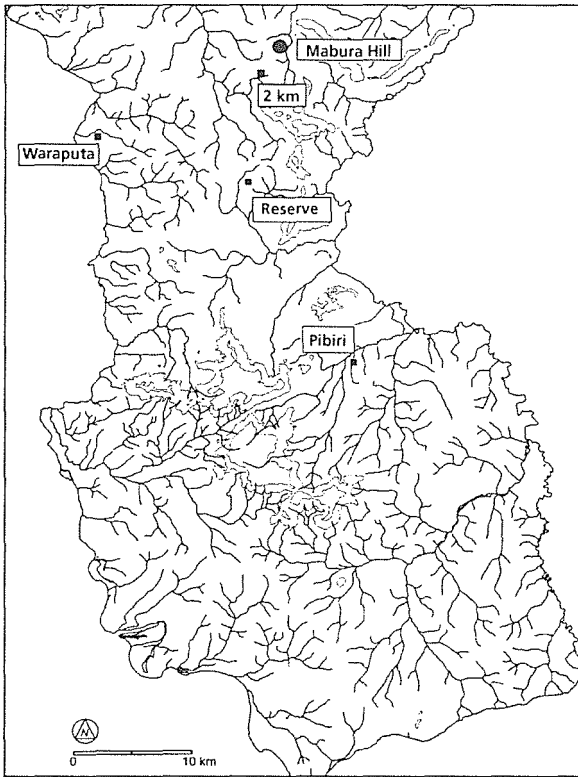 Mabura Hill
2 km
Waraputa
Reserve
Pibiri
N
0 10 km